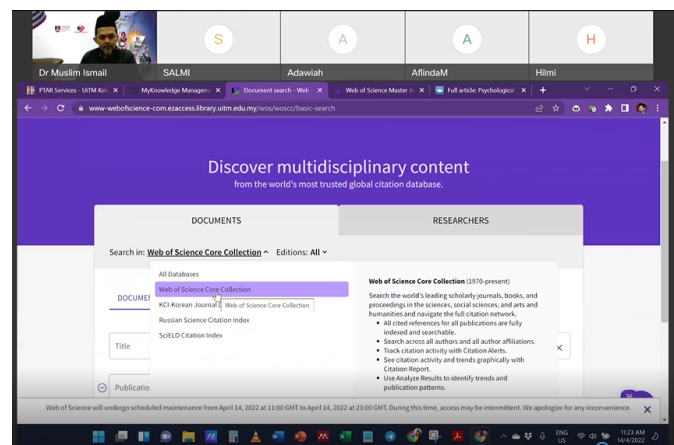 S
A
A
H
Dr Muslim Ismail
SALMI
Adawiah
AflindaM
Hilmi
PTAR Services - UiTM Kel
MyKnowledge Managem
Document search - Web
Web of Science Master
Full article: Psychological
www-webofscience-com.ezaccess.library.uitm.edu.my/wos/woscc/basic-search
Discover multidisciplinary content
from the world's most trusted global citation database.
DOCUMENTS
RESEARCHERS
Search in: Web of Science Core Collection Editions: All
All Databases
Web of Science Core Collection
KCI-Korean Journal
Web of Science Core Collection
Russian Science Citation Index
SciELO Citation Index
DOCUMEN
Title
Publicatio
Web of Science Core Collection (1970-present)
Search the world's leading scholarly journals, books, and
proceedings in the sciences, social sciences, and arts and
humanities and navigate the full citation network.
• All cited references for all publications are fully
indexed and searchable.
• Search across all authors and all author affiliations.
• Track citation activity with Citation Alerts.
• See citation activity and trends graphically with
Citation Report.
• Use Analyze Results to identify trends and
publication patterns.
Web of Science will undergo scheduled maintenance from April 14, 2022 at 11:00 GMT to April 14, 2022 at 23:00 GMT. During this time, access may be intermittent. We apologize for any inconvenience.
ENG
US
11:23 AM
14/4/2022